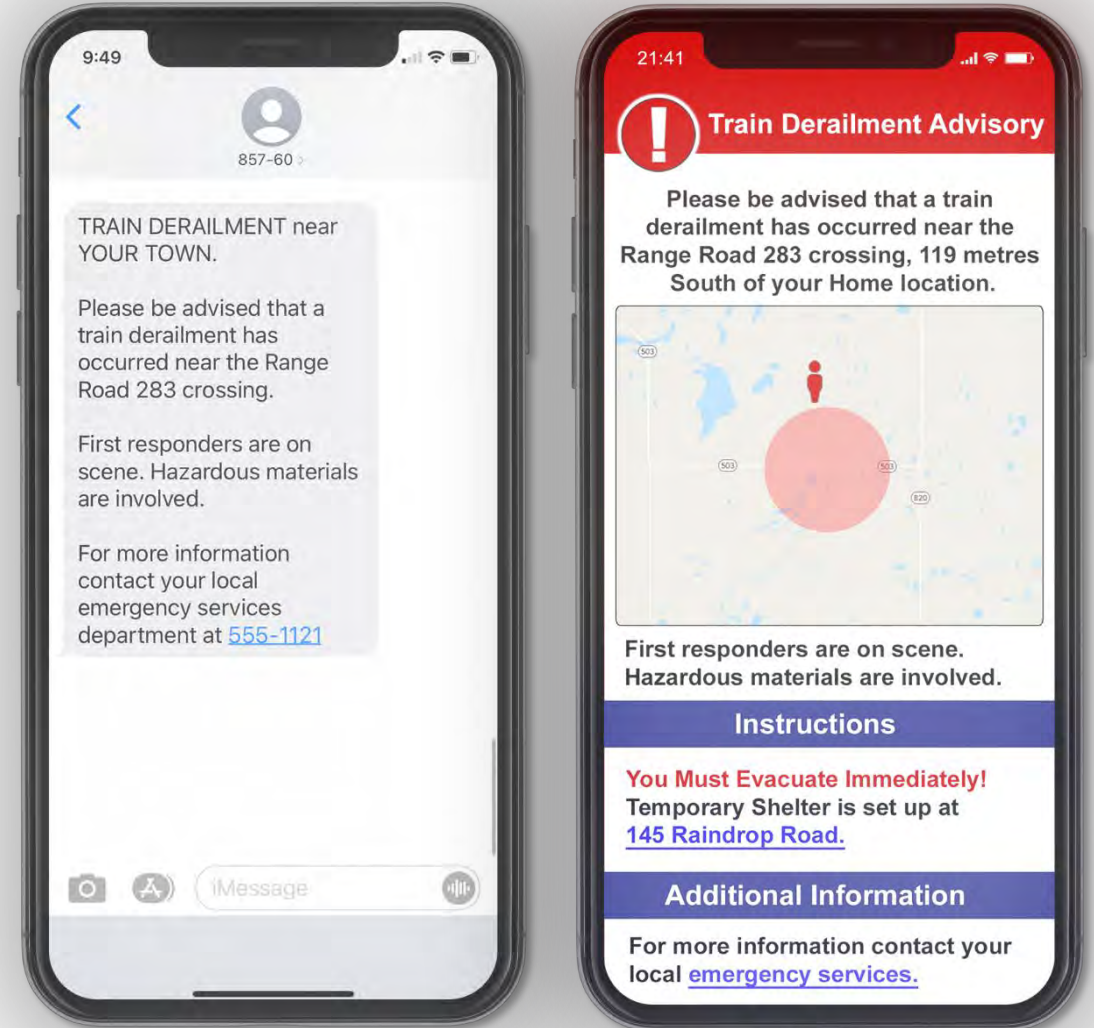 9:49
857-60
TRAIN DERAILMENT near
YOUR TOWN.
Please be advised that a
train derailment has
occurred near the Range
Road 283 crossing.
First responders are on
scene. Hazardous materials
are involved.
For more information
contact your local
emergency services
department at 555-1121
iMessage
21:41
! Train Derailment Advisory
Please be advised that a train
derailment has occurred near the
Range Road 283 crossing, 119 metres
South of your Home location.
503
503
503
820
First responders are on scene.
Hazardous materials are involved.
Instructions
You Must Evacuate Immediately!
Temporary Shelter is set up at
145 Raindrop Road.
Additional Information
For more information contact your
local emergency services.